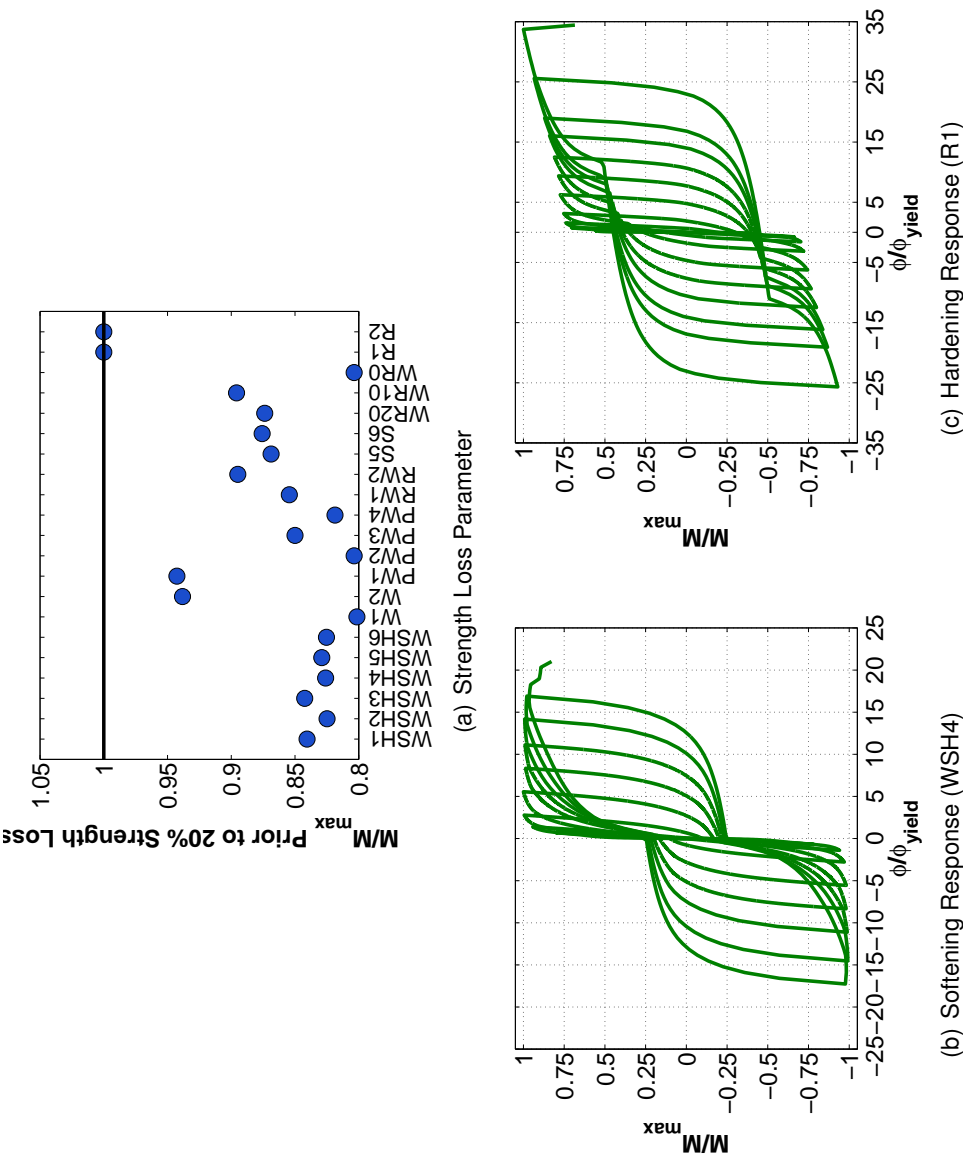 M/Mmax Prior to 20% Strength Loss
1.05
1
0.95
0.9
0.85
0.8
WSH1
WSH2
WSH3
WSH4
WSH5
WSH6
W1
W2
PW1
PW2
PW3
PW4
RW1
RW2
S5
S6
WR20
WR10
WR0
R1
R2
(a) Strength Loss Parameter
M/Mmax
1
0.75
0.5
0.25
0
−0.25
−0.5
−0.75
−1
−25 −20 −15 −10 −5 0 5 10 15 20 25
ϕ/ϕyield
(b) Softening Response (WSH4)
M/Mmax
1
0.75
0.5
0.25
0
−0.25
−0.5
−0.75
−1
−35 −25 −15 −5 0 5 15 25 35
ϕ/ϕyield
(c) Hardening Response (R1)